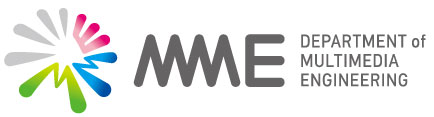 MME
DEPARTMENT of
MULTIMEDIA
ENGINEERING